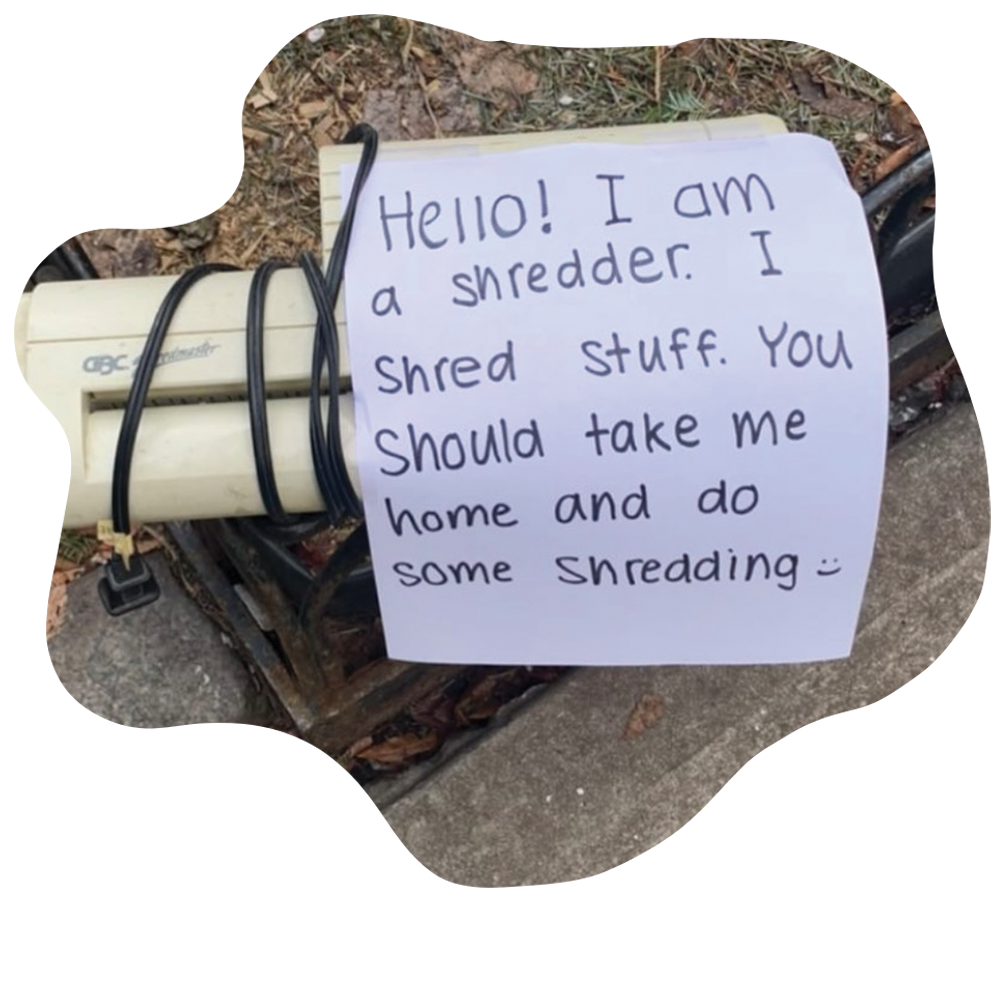 GBC Shredmaster
Hello! I am
a shredder. I
Shred stuff. You
Should take me
home and do
some shredding :)